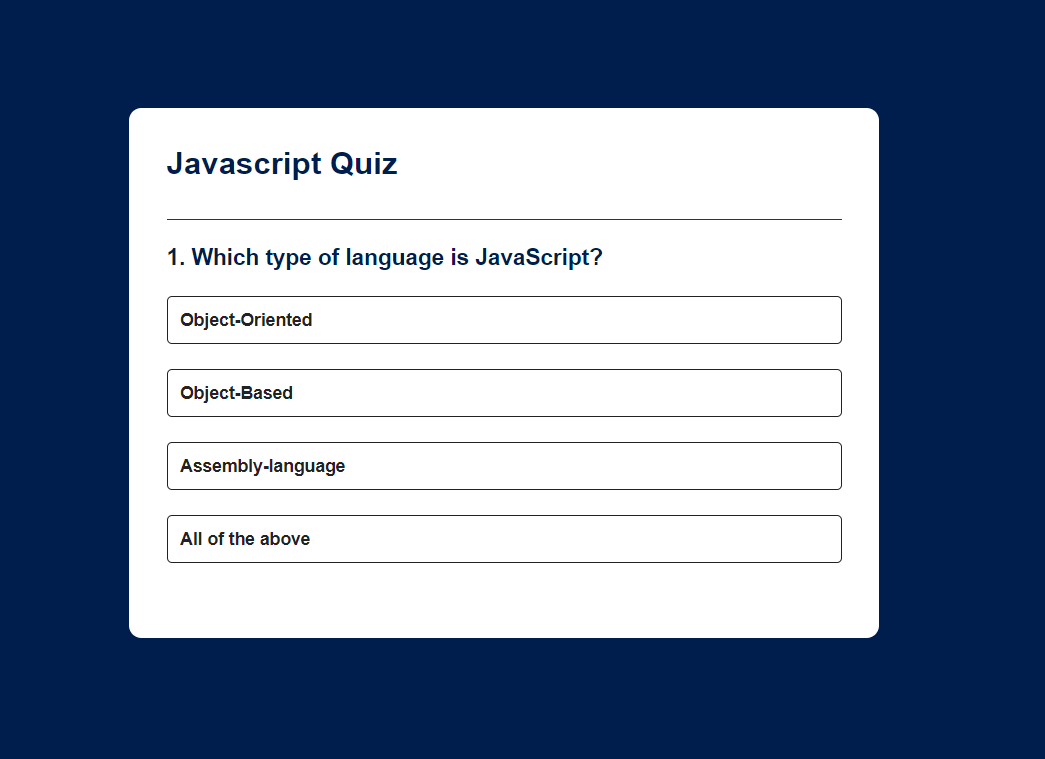 Javascript Quiz
1. Which type of language is JavaScript?
Object-Oriented
Object-Based
Assembly-language
All of the above